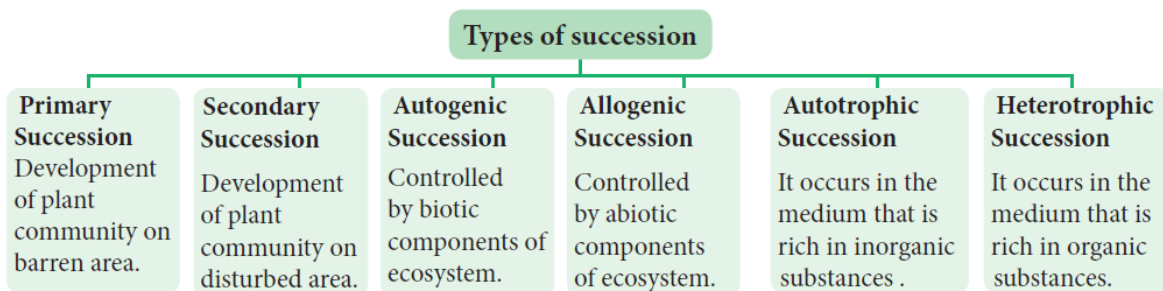 Types of succession
Primary
Succession
Development
of plant
community on
barren area.
Secondary
Succession
Development
of plant
community on
disturbed area.
Autogenic
Succession
Controlled
by biotic
components of
ecosystem.
Allogenic
Succession
Controlled
by abiotic
components
of ecosystem.
Autotrophic
Succession
It occurs in the
medium that is
rich in inorganic
substances .
Heterotrophic
Succession
It occurs in the
medium that is
rich in organic
substances.